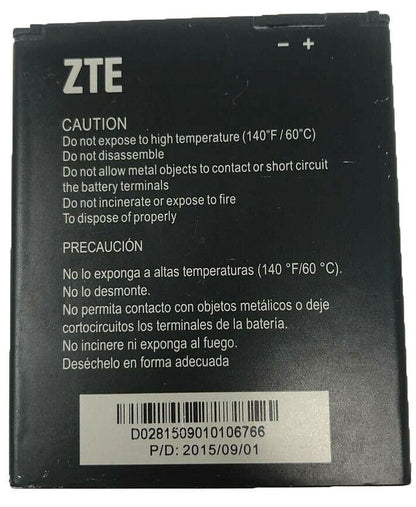 - +
ZTE
CAUTION
Do not expose to high temperature (140°F / 60°C)
Do not disassemble
Do not allow metal objects to contact or short circuit
the battery terminals
Do not incinerate or expose to fire
To dispose of properly
PRECAUCIÓN
No lo exponga a altas temperaturas (140 °F/60 °C).
No lo desmonte.
No permita contacto con objetos metálicos o deje
cortocircuitos los terminales de la bateria.
No incinere ni exponga al fuego.
Deséchelo en forma adecuada
D0281509010106766
P/D: 2015/09/01